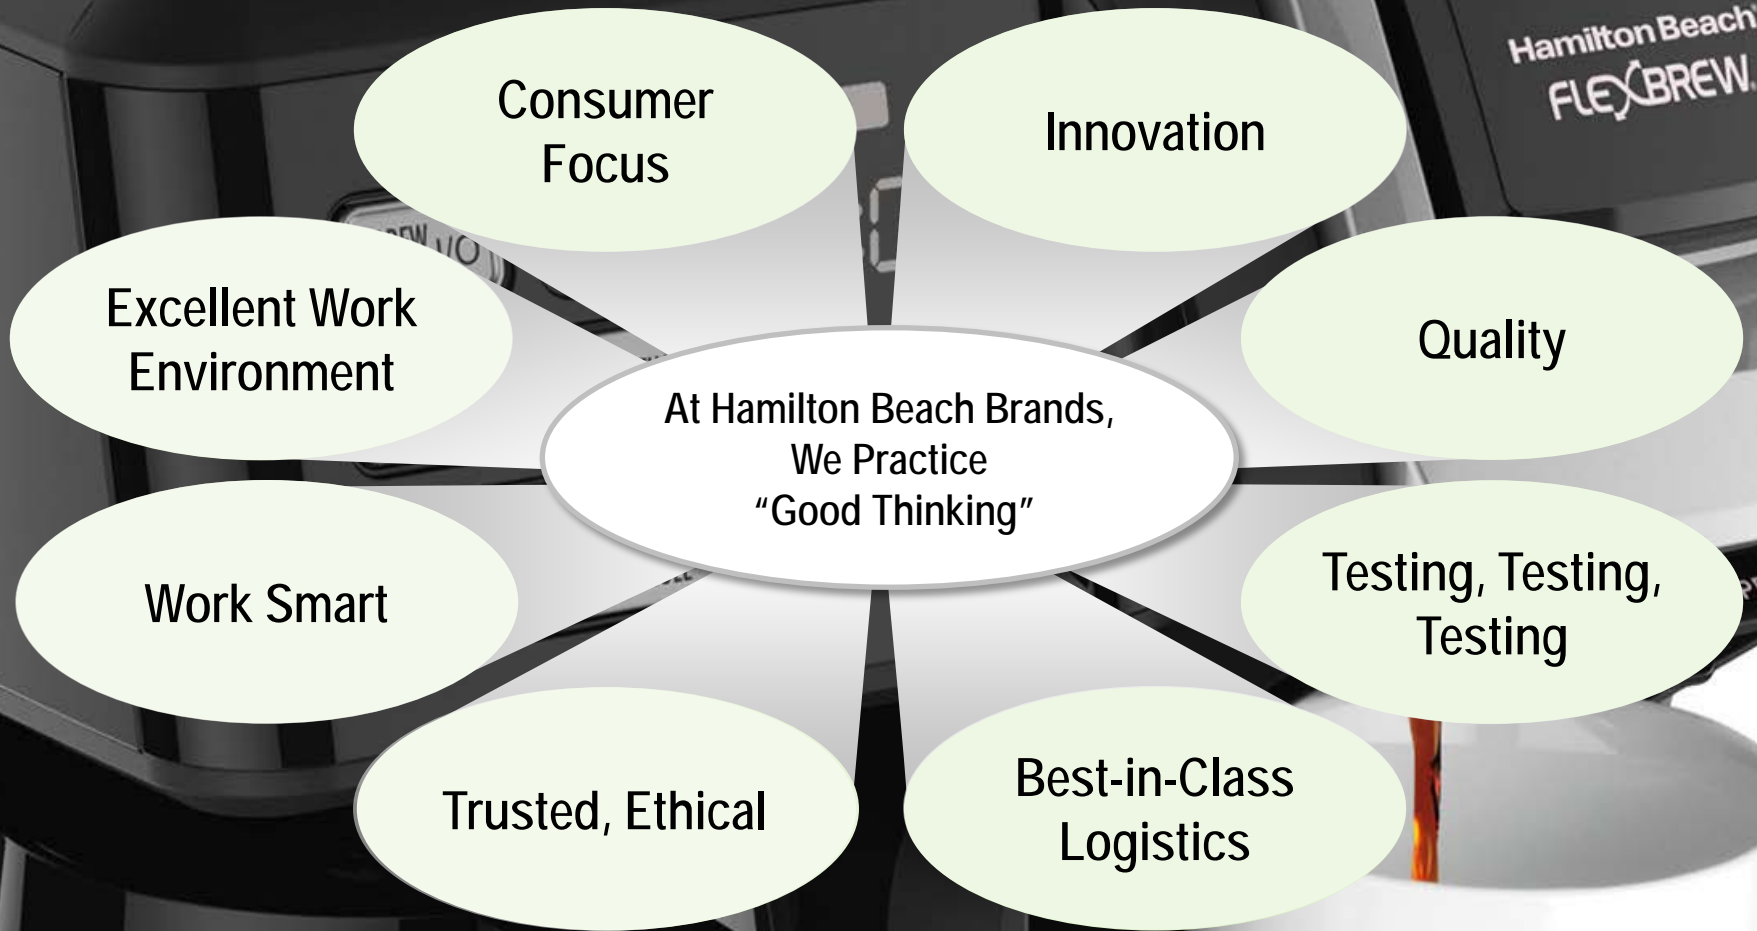 Hamilton Beach
FLEXBREW
Consumer
Focus
Innovation
Excellent Work
Environment
Quality
At Hamilton Beach Brands,
We Practice
“Good Thinking”
Work Smart
Testing, Testing,
Testing
Trusted, Ethical
Best-in-Class
Logistics